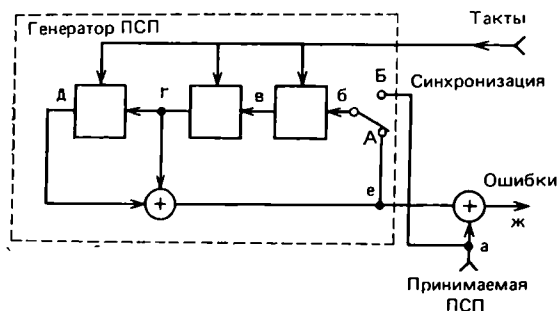 Генератор ПСП
Такты
Д г в б Б
Синхронизация
А
е
Ошибки
ж
а
Принимаемая
ПСП